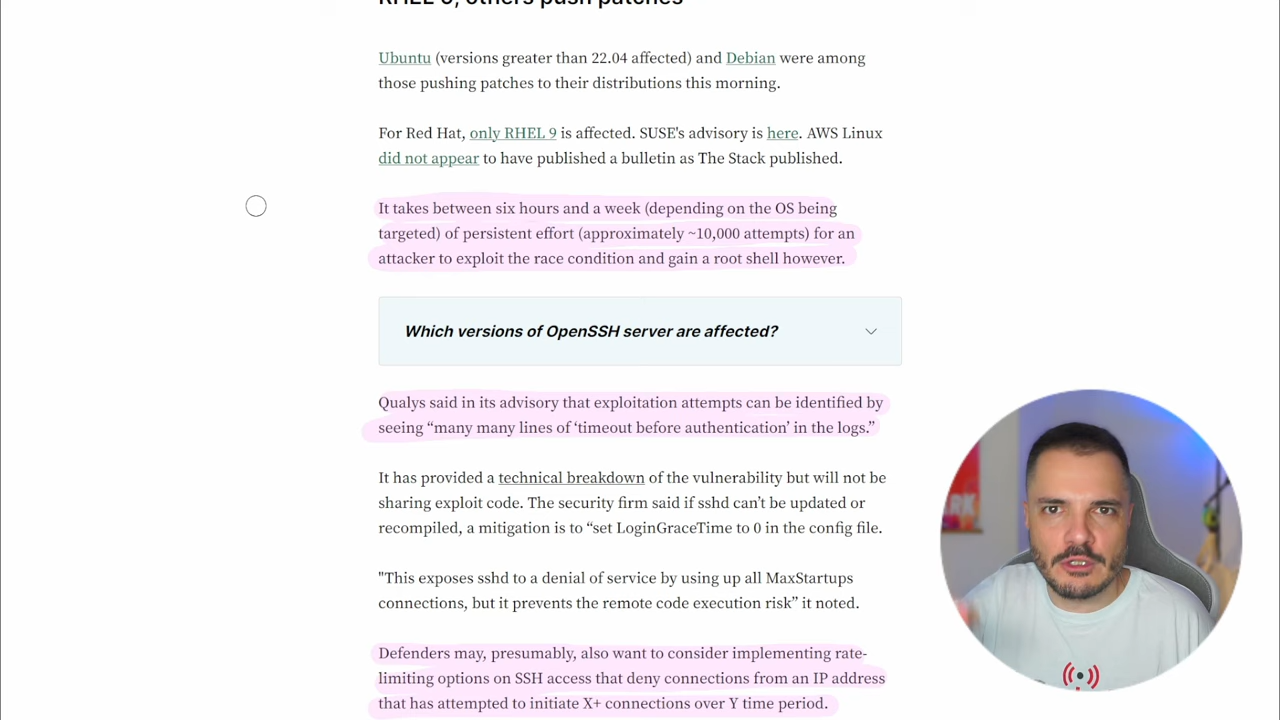 RHEL 9, others push patches
Ubuntu (versions greater than 22.04 affected) and Debian were among
those pushing patches to their distributions this morning.
For Red Hat, only RHEL 9 is affected. SUSE's advisory is here. AWS Linux
did not appear to have published a bulletin as The Stack published.
It takes between six hours and a week (depending on the OS being
targeted) of persistent effort (approximately ~10,000 attempts) for an
attacker to exploit the race condition and gain a root shell however.
Which versions of OpenSSH server are affected?
Qualys said in its advisory that exploitation attempts can be identified by
seeing “many many lines of ‘timeout before authentication’ in the logs.”
It has provided a technical breakdown of the vulnerability but will not be
sharing exploit code. The security firm said if sshd can’t be updated or
recompiled, a mitigation is to “set LoginGraceTime to 0 in the config file.
"This exposes sshd to a denial of service by using up all MaxStartups
connections, but it prevents the remote code execution risk” it noted.
Defenders may, presumably, also want to consider implementing rate-
limiting options on SSH access that deny connections from an IP address
that has attempted to initiate X+ connections over Y time period.